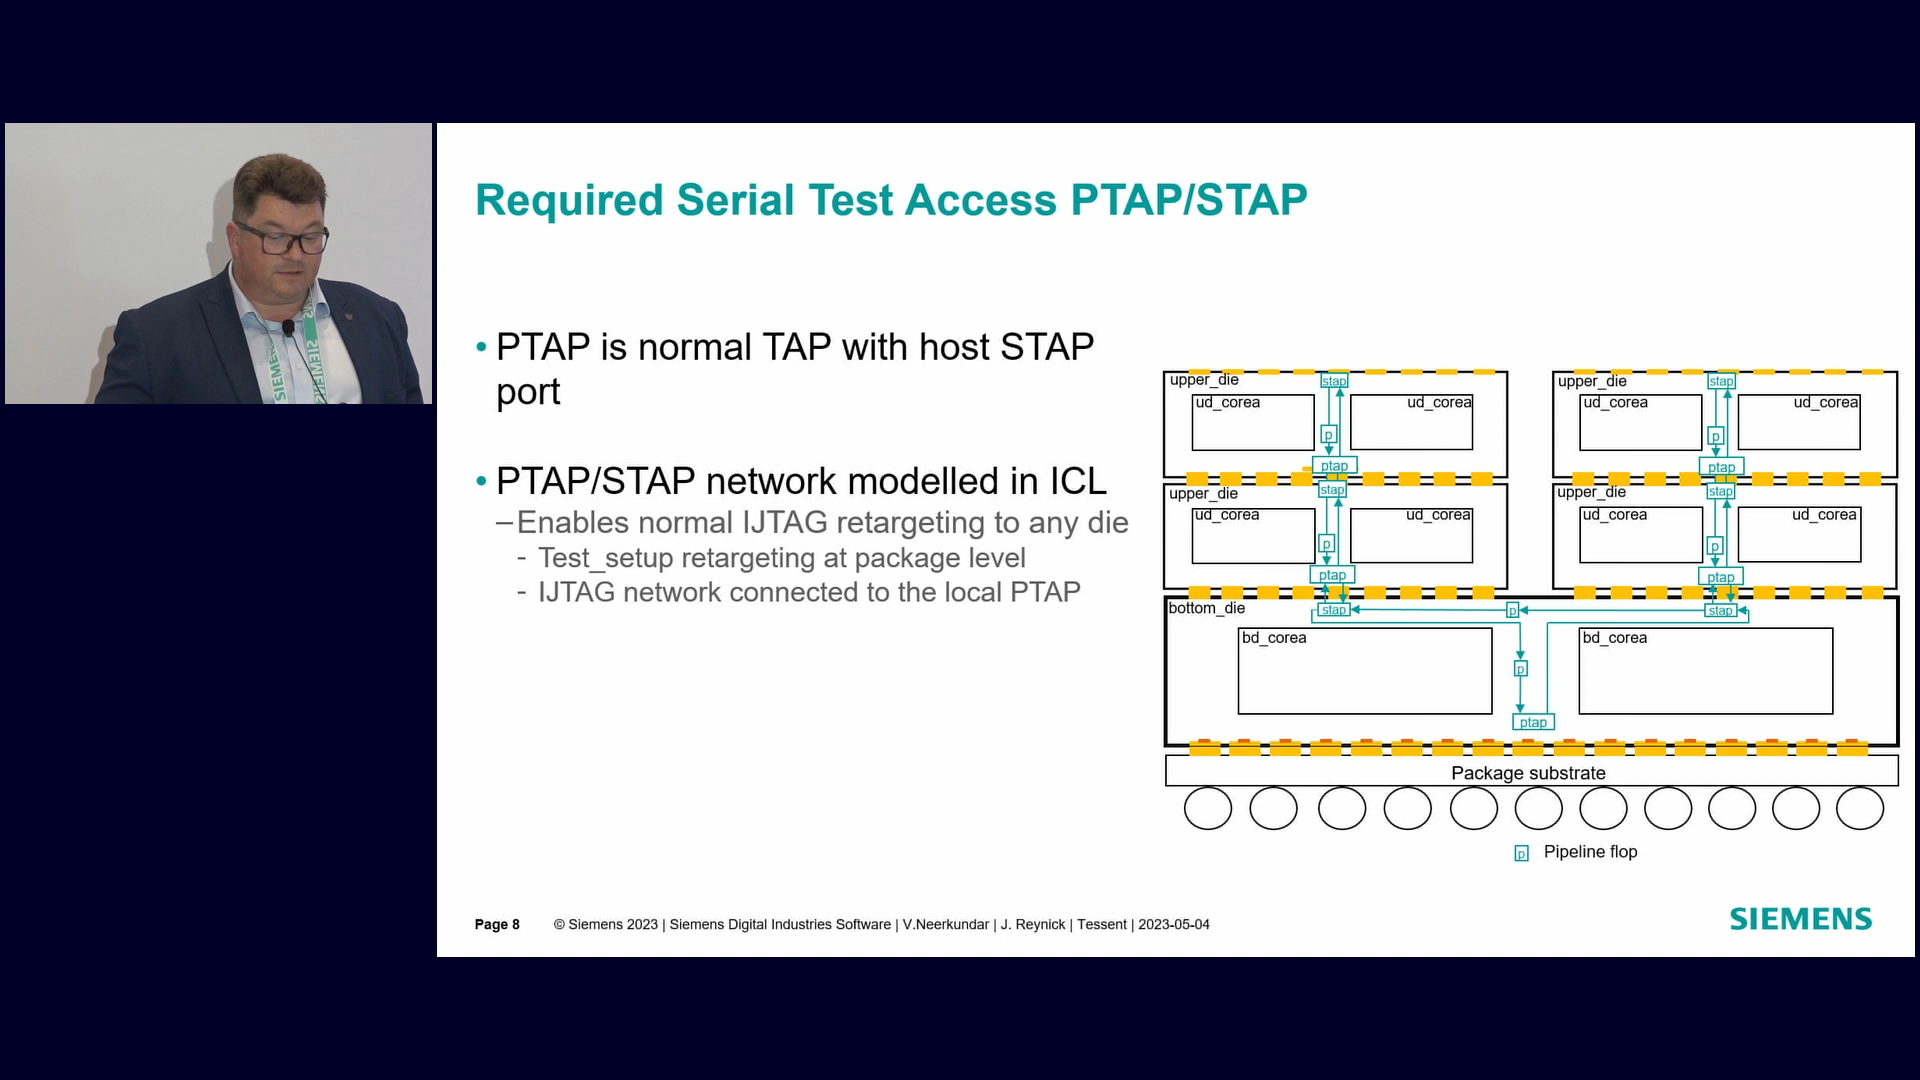 Required Serial Test Access PTAP/STAP
• PTAP is normal TAP with host STAP
port
• PTAP/STAP network modelled in ICL
–Enables normal IJTAG retargeting to any die
- Test_setup retargeting at package level
- IJTAG network connected to the local PTAP
upper_die
stap
ud_corea
ud_corea
p
ptap
upper_die
stap
ud_corea
ud_corea
p
ptap
upper_die
stap
ud_corea
ud_corea
p
ptap
upper_die
stap
ud_corea
ud_corea
p
ptap
bottom_die
stap
p
stap
bd_corea
bd_corea
p
ptap
Package substrate
p Pipeline flop
Page 8 © Siemens 2023 | Siemens Digital Industries Software | V.Neerkundar | J. Reynick | Tessent | 2023-05-04
SIEMENS
SIEMENS